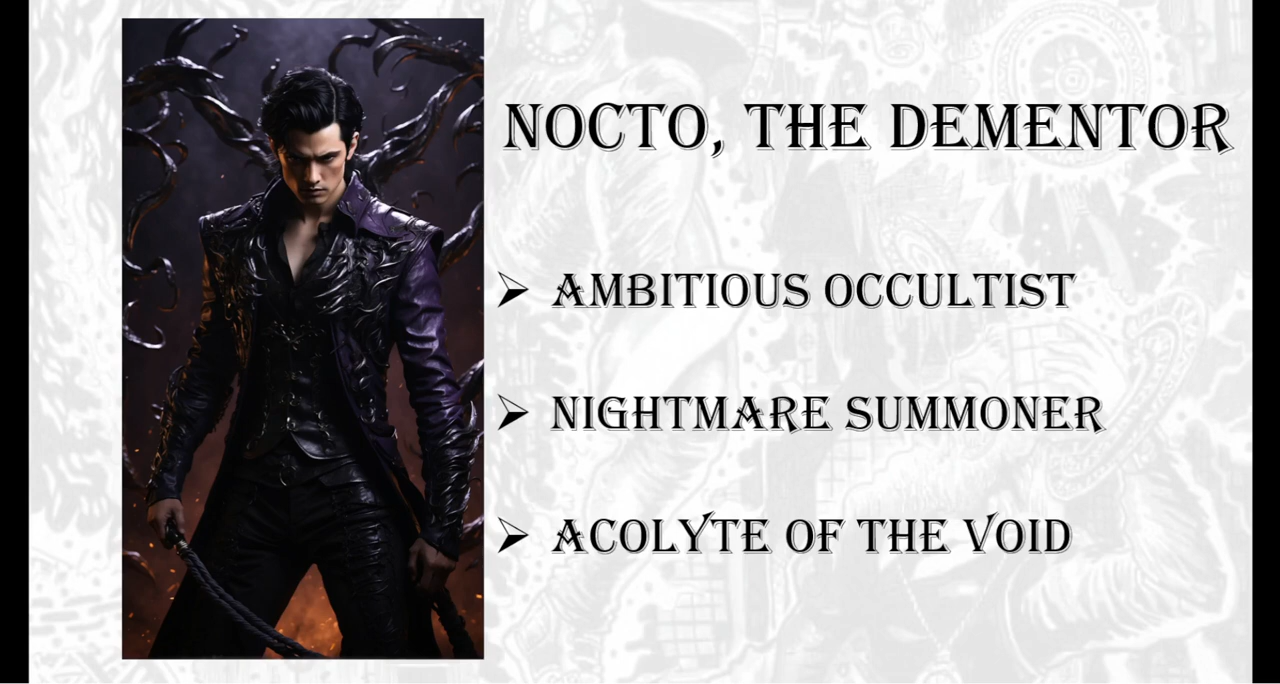 NOCTO, THE DEMENTOR
AMBITIOUS OCCULTIST
NIGHTMARE SUMMONER
ACOLYTE OF THE VOID